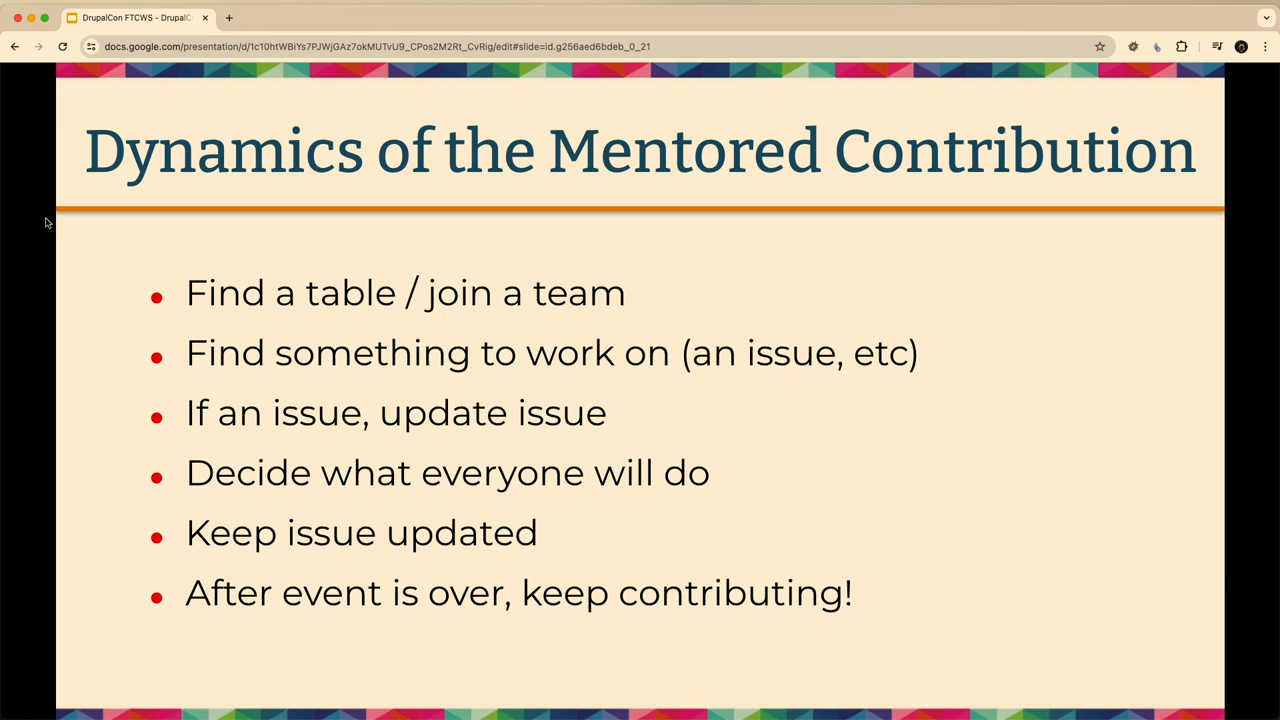 DrupalCon FTCWS - DrupalC
docs.google.com/presentation/d/1c10htWBiYs7PJWjGAz7okMUTvU9_CPos2M2Rt_CvRig/edit#slide=id.g256aed6bdeb_0_21
Dynamics of the Mentored Contribution
• Find a table / join a team
• Find something to work on (an issue, etc)
• If an issue, update issue
• Decide what everyone will do
• Keep issue updated
• After event is over, keep contributing!